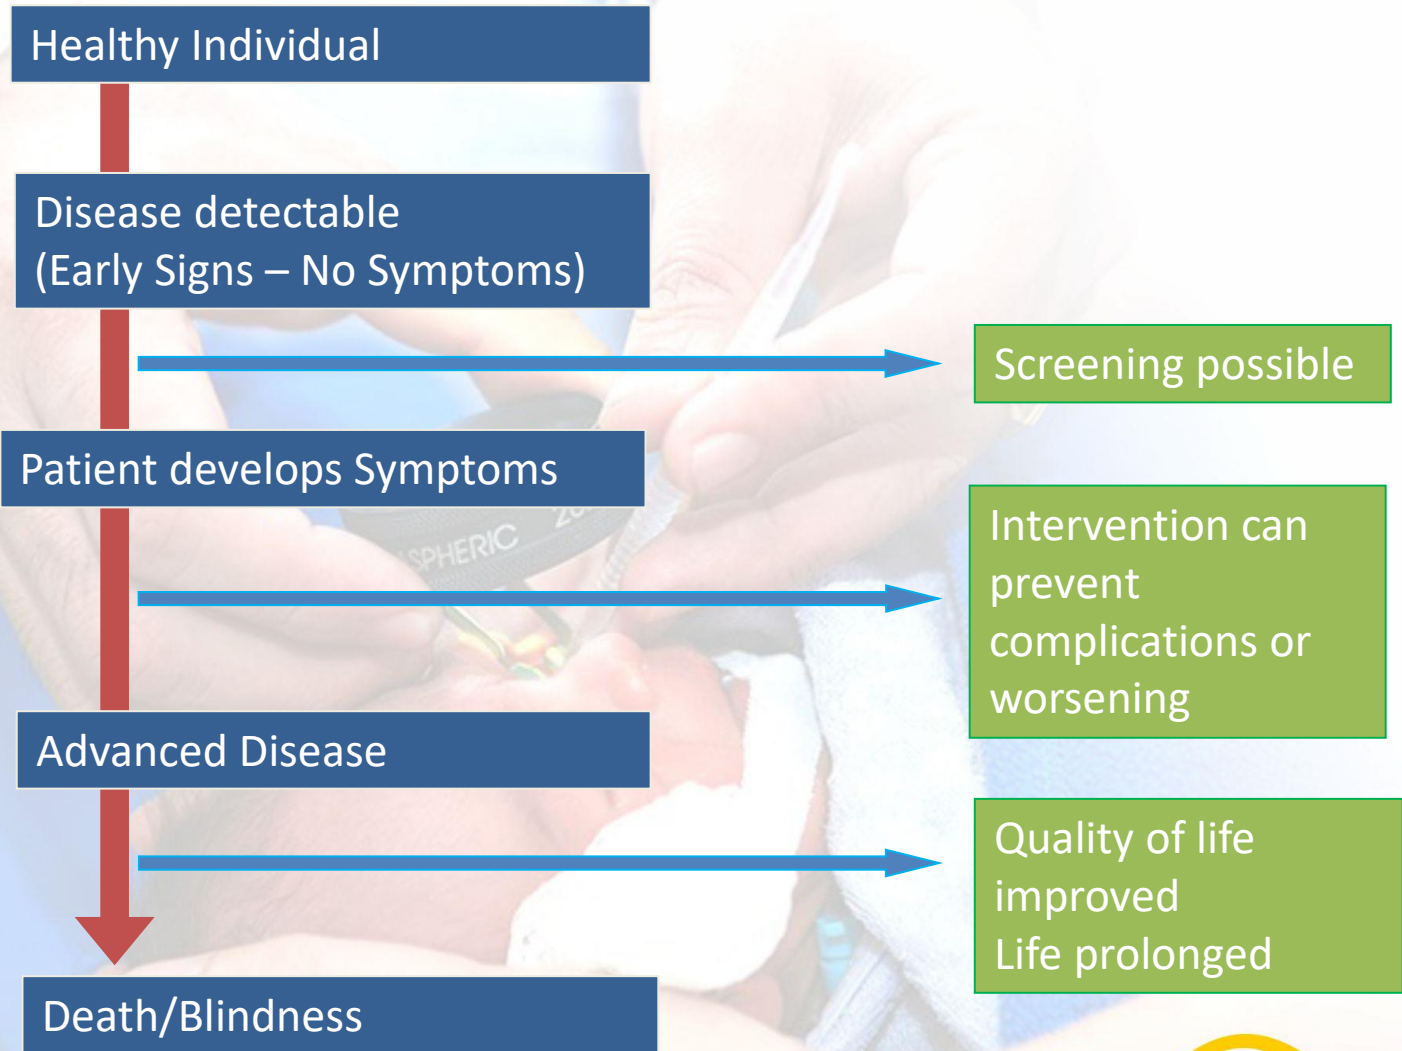 Healthy Individual
Disease detectable
(Early Signs – No Symptoms)
Screening possible
Patient develops Symptoms
Intervention can
prevent
complications or
worsening
Advanced Disease
Quality of life
improved
Life prolonged
Death/Blindness
SPHERIC